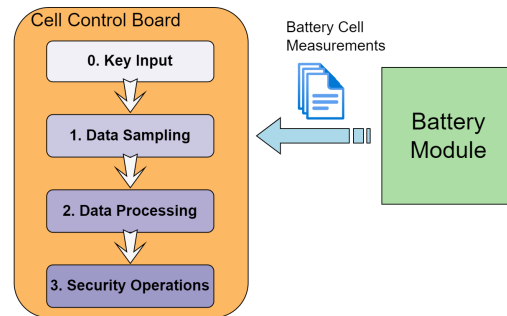 Cell Control Board
0. Key Input
1. Data Sampling
2. Data Processing
3. Security Operations
Battery Cell
Measurements
Battery
Module